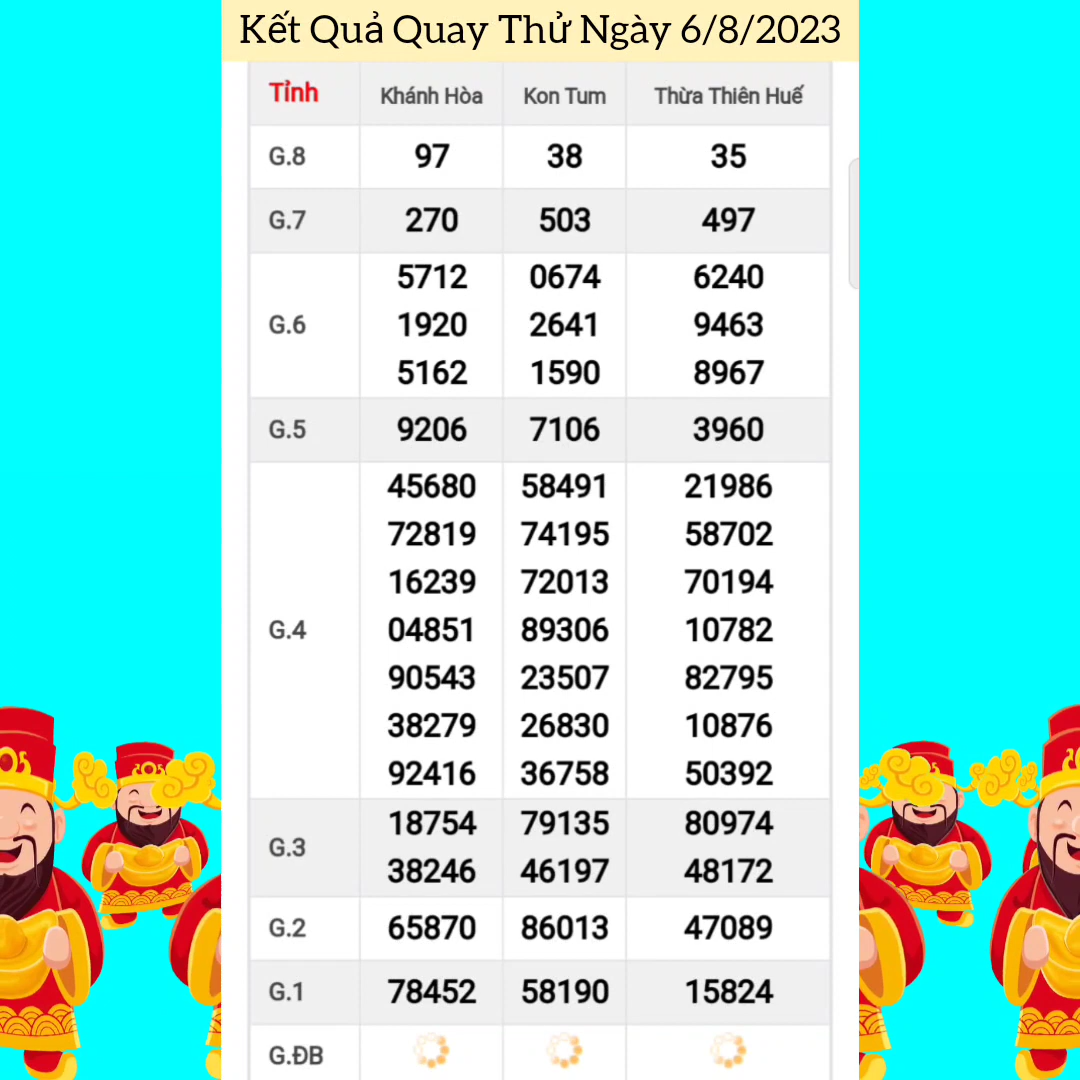 Kết Quả Quay Thử Ngày 6/8/2023
Tỉnh Khánh Hòa Kon Tum Thừa Thiên Huế
G.8 97 38 35
G.7 270 503 497
5712 0674 6240
G.6 1920 2641 9463
5162 1590 8967
G.5 9206 7106 3960
45680 58491 21986
72819 74195 58702
16239 72013 70194
G.4 04851 89306 10782
90543 23507 82795
38279 26830 10876
92416 36758 50392
18754 79135 80974
G.3
38246 46197 48172
G.2 65870 86013 47089
G.1 78452 58190 15824
G.ĐB